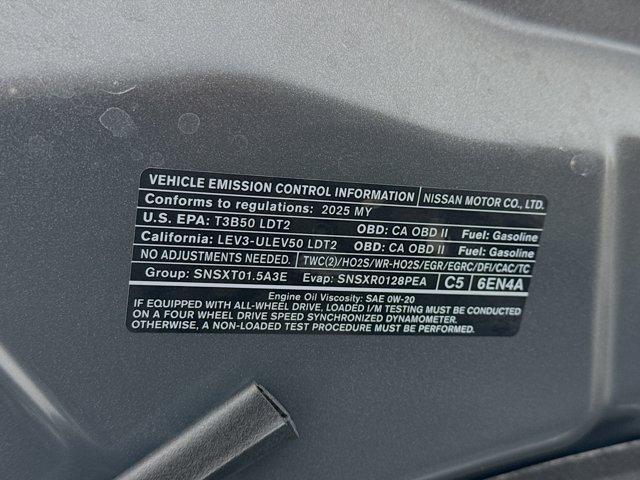 VEHICLE EMISSION CONTROL INFORMATION NISSAN MOTOR CO., LTD.
Conforms to regulations: 2025 MY
U.S. EPA: T3B50 LDT2 OBD: CA OBD II Fuel: Gasoline
California: LEV3-ULEV50 LDT2 OBD: CA OBD II Fuel: Gasoline
NO ADJUSTMENTS NEEDED. TWC(2)/HO2S/WR-HO2S/EGR/EGRC/DFI/CAC/TC
Group: SNSXT01.5A3E Evap: SNSXR0128PEA C5 6EN4A
Engine Oil Viscosity: SAE 0W-20
IF EQUIPPED WITH ALL-WHEEL DRIVE, LOADED I/M TESTING MUST BE CONDUCTED
ON A FOUR WHEEL DRIVE SPEED SYNCHRONIZED DYNAMOMETER.
OTHERWISE, A NON-LOADED TEST PROCEDURE MUST BE PERFORMED.